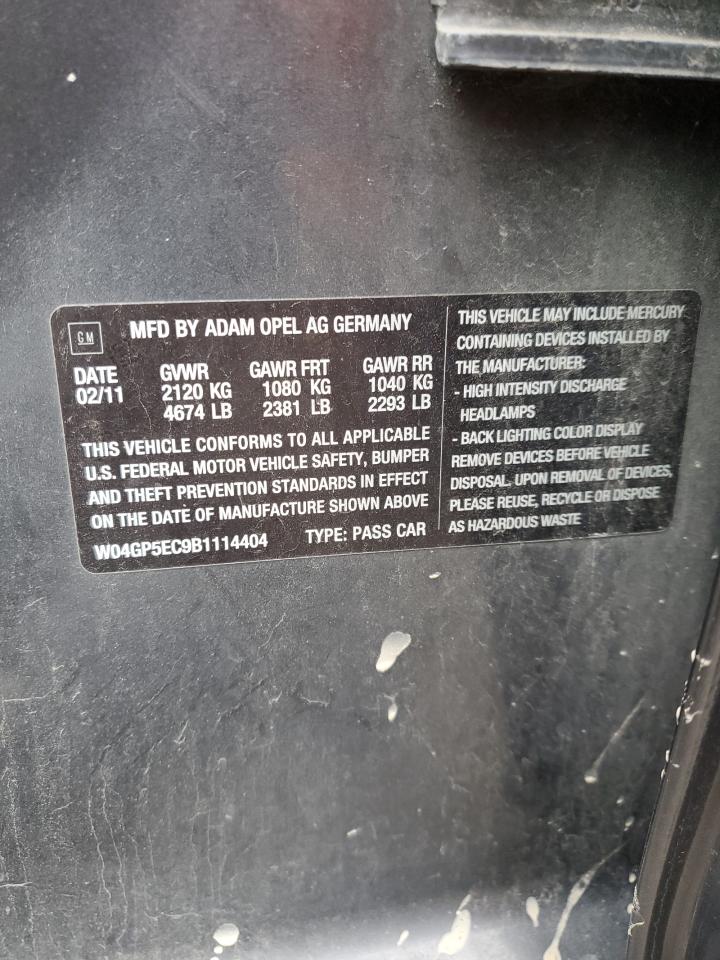 GM
MFD BY ADAM OPEL AG GERMANY
DATE GVWR GAWR FRT GAWR RR
02/11 2120 KG 1080 KG 1040 KG
4674 LB 2381 LB 2293 LB
THIS VEHICLE CONFORMS TO ALL APPLICABLE
U.S. FEDERAL MOTOR VEHICLE SAFETY, BUMPER
AND THEFT PREVENTION STANDARDS IN EFFECT
ON THE DATE OF MANUFACTURE SHOWN ABOVE
W04GP5EC9B1114404 TYPE: PASS CAR
THIS VEHICLE MAY INCLUDE MERCURY
CONTAINING DEVICES INSTALLED BY
THE MANUFACTURER:
- HIGH INTENSITY DISCHARGE
HEADLAMPS
- BACK LIGHTING COLOR DISPLAY
REMOVE DEVICES BEFORE VEHICLE
DISPOSAL. UPON REMOVAL OF DEVICES,
PLEASE REUSE, RECYCLE OR DISPOSE
AS HAZARDOUS WASTE